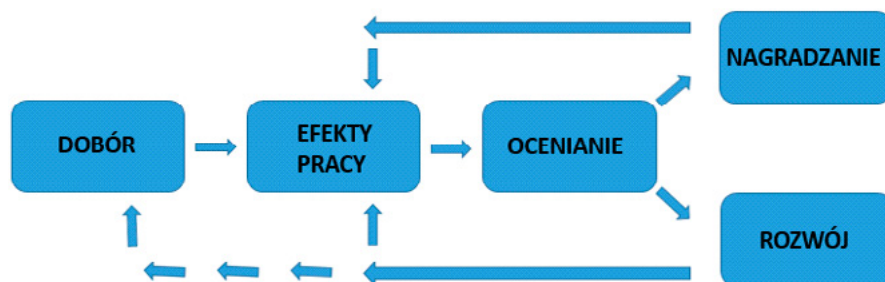 NAGRADZANIE
DOBÓR
EFEKTY
PRACY
OCENIANIE
ROZWÓJ